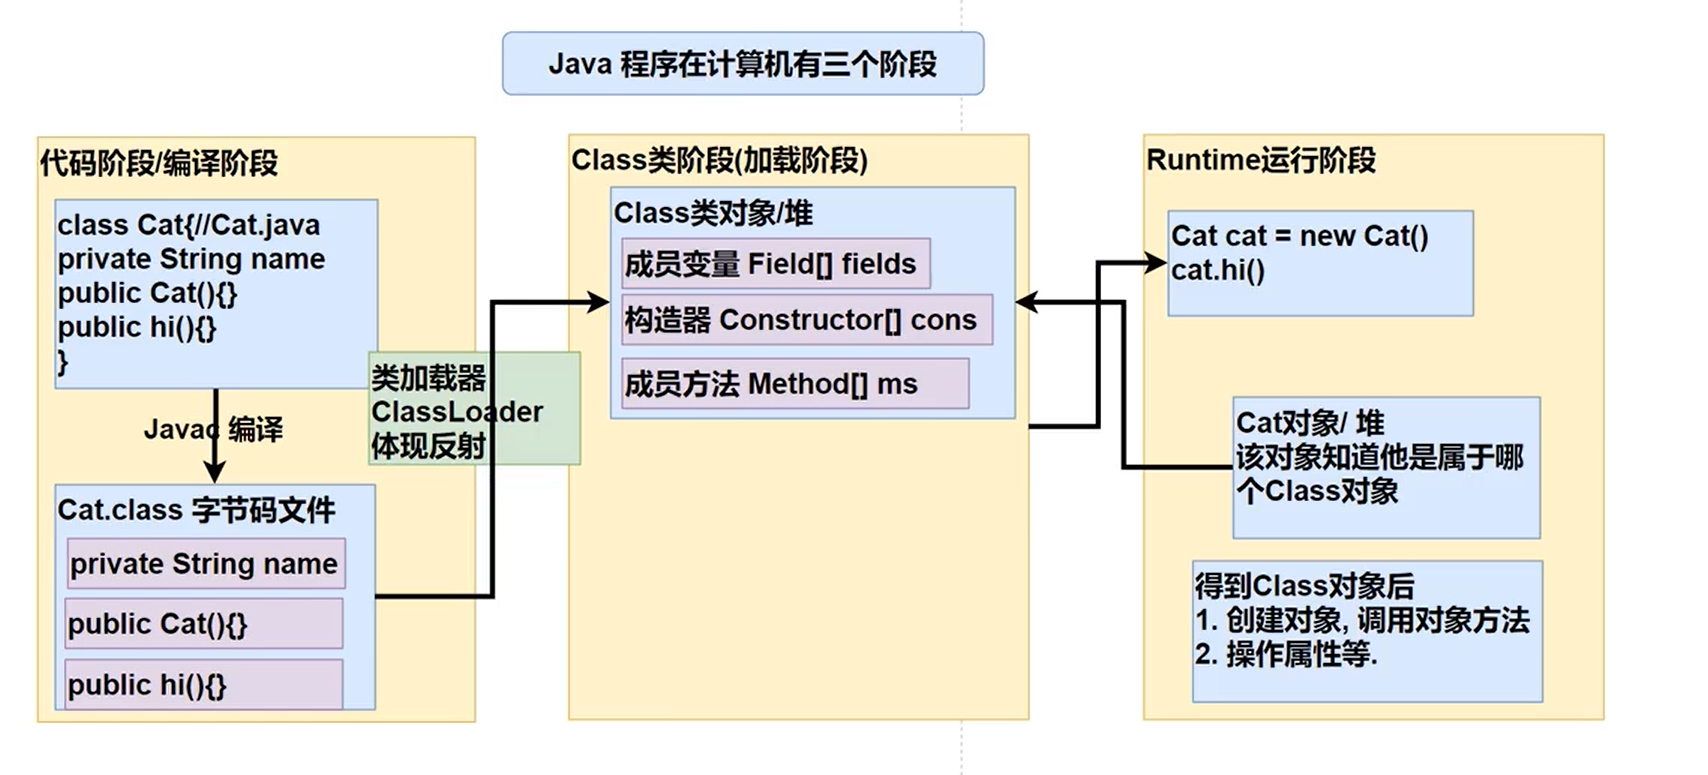 Java 程序在计算机有三个阶段
代码阶段/编译阶段
class Cat{//Cat.java
private String name
public Cat(){}
public hi(){}
}
Javac 编译
Cat.class 字节码文件
private String name
public Cat(){}
public hi(){}
类加载器
ClassLoader
体现反射
Class类阶段(加载阶段)
Class类对象/堆
成员变量 Field[] fields
构造器 Constructor[] cons
成员方法 Method[] ms
Runtime运行阶段
Cat cat = new Cat()
cat.hi()
Cat对象/ 堆
该对象知道他是属于哪
个Class对象
得到Class对象后
1. 创建对象, 调用对象方法
2. 操作属性等.